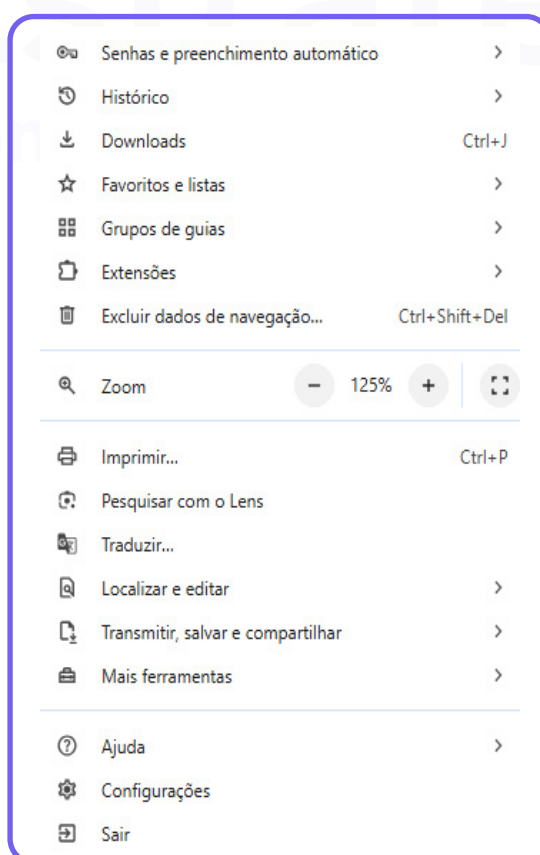 Senhas e preenchimento automático
Histórico
Downloads Ctrl+J
Favoritos e listas
Grupos de guias
Extensões
Excluir dados de navegação... Ctrl+Shift+Del
Zoom − 125% +
Imprimir... Ctrl+P
Pesquisar com o Lens
Traduzir...
Localizar e editar
Transmitir, salvar e compartilhar
Mais ferramentas
Ajuda
Configurações
Sair